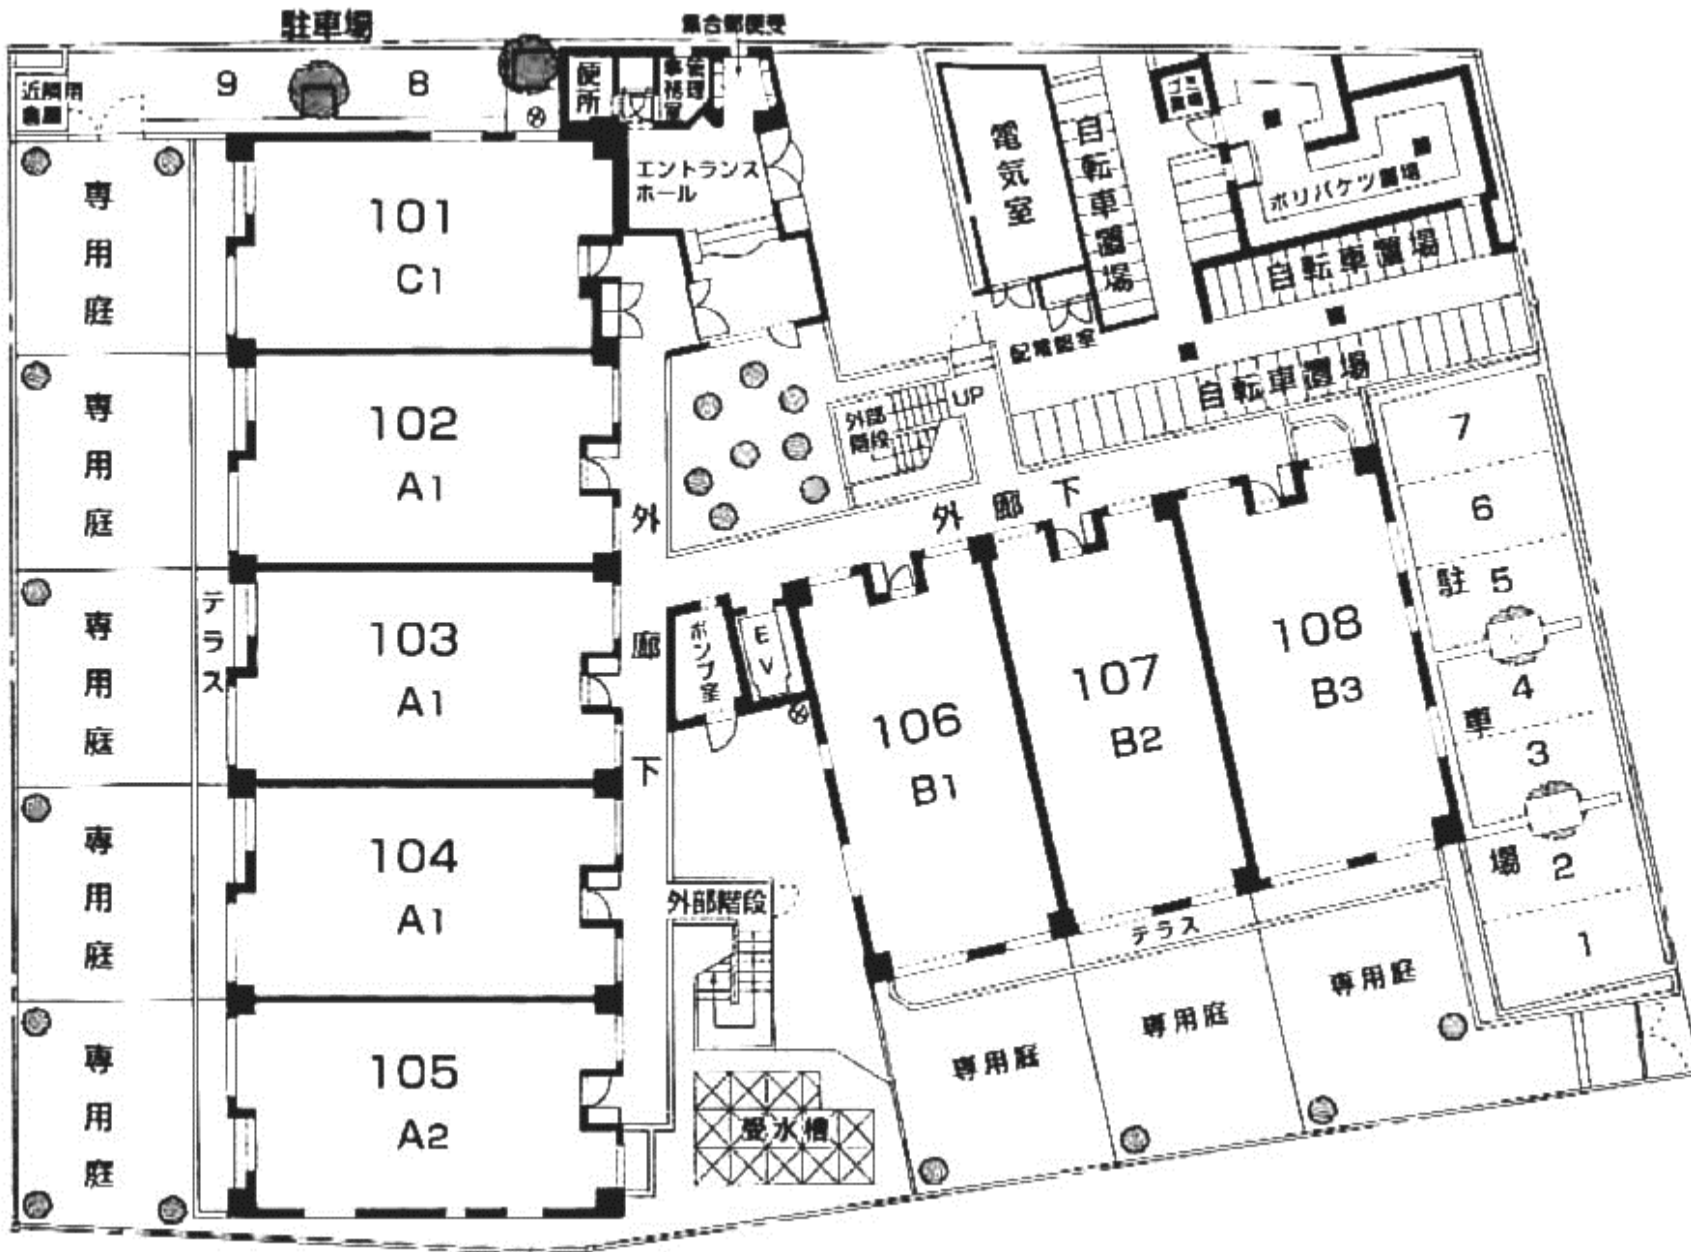 駐車場
集合郵便受
近隣用
倉庫
9
8
便所
管理
事務室
エントランス
ホール
電気室
自転車置場
ゴミ
置場
ポリバケツ置場
自転車置場
自転車置場
配電盤室
外部
階段
UP
専用庭
101
C1
専用庭
102
A1
専用庭
テラス
103
A1
専用庭
104
A1
専用庭
105
A2
外廊下
外廊下
ポンプ室
EV
106
B1
107
B2
108
B3
駐車場
7
6
5
4
3
2
1
外部階段
受水槽
テラス
専用庭
専用庭
専用庭